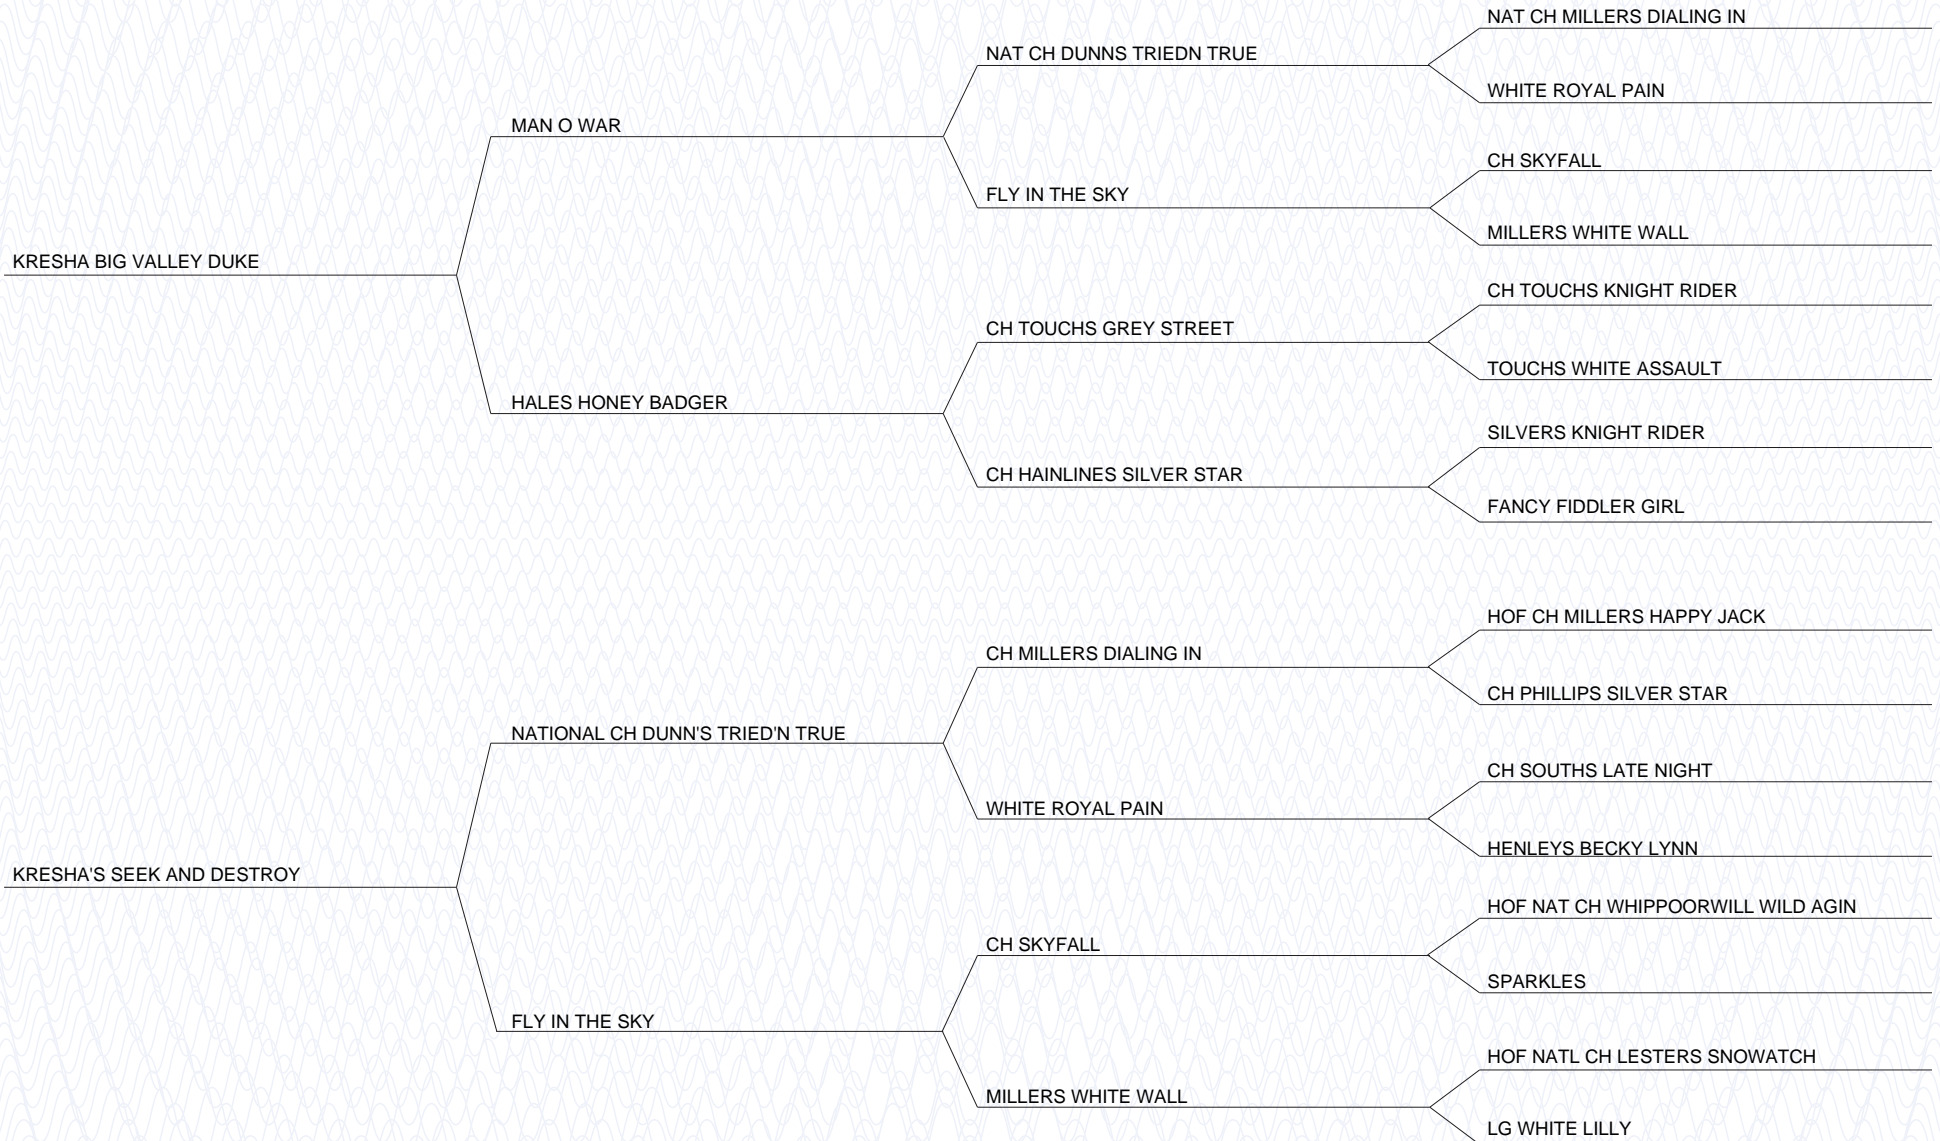 NAT CH MILLERS DIALING IN
NAT CH DUNNS TRIEDN TRUE
WHITE ROYAL PAIN
MAN O WAR
CH SKYFALL
FLY IN THE SKY
MILLERS WHITE WALL
KRESHA BIG VALLEY DUKE
CH TOUCHS KNIGHT RIDER
CH TOUCHS GREY STREET
TOUCHS WHITE ASSAULT
HALES HONEY BADGER
SILVERS KNIGHT RIDER
CH HAINLINES SILVER STAR
FANCY FIDDLER GIRL
HOF CH MILLERS HAPPY JACK
CH MILLERS DIALING IN
CH PHILLIPS SILVER STAR
NATIONAL CH DUNN'S TRIED'N TRUE
CH SOUTHS LATE NIGHT
WHITE ROYAL PAIN
HENLEYS BECKY LYNN
KRESHA'S SEEK AND DESTROY
HOF NAT CH WHIPPOORWILL WILD AGIN
CH SKYFALL
SPARKLES
FLY IN THE SKY
HOF NATL CH LESTERS SNOWATCH
MILLERS WHITE WALL
LG WHITE LILLY